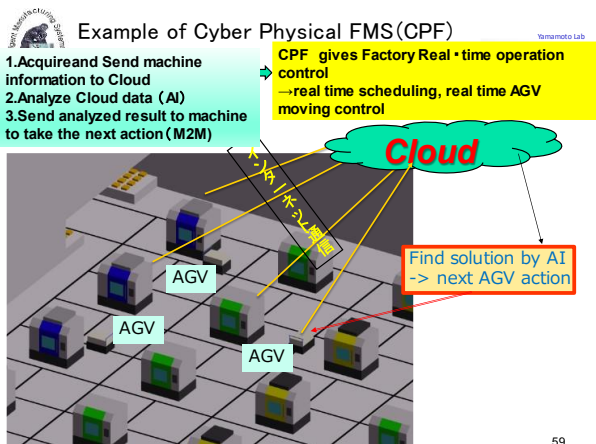 Intelligent Manufacturing Systems
Example of Cyber Physical FMS(CPF)
Yamamoto Lab
1.Acquireand Send machine
information to Cloud
2.Analyze Cloud data (AI)
3.Send analyzed result to machine
to take the next action(M2M)
CPF gives Factory Real・time operation
control
→real time scheduling, real time AGV
moving control
Cloud
インターネット通信
Find solution by AI
-> next AGV action
AGV
AGV
AGV
59